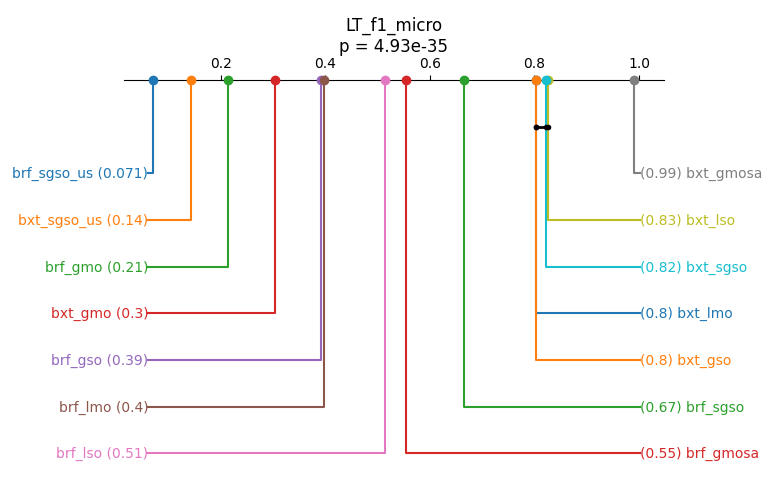 LT_f1_micro
p = 4.93e-35
0.2 0.4 0.6 0.8 1.0
brf_sgso_us (0.071)
(0.99) bxt_gmosa
bxt_sgso_us (0.14)
(0.83) bxt_lso
brf_gmo (0.21)
(0.82) bxt_sgso
bxt_gmo (0.3)
(0.8) bxt_lmo
brf_gso (0.39)
(0.8) bxt_gso
brf_lmo (0.4)
(0.67) brf_sgso
brf_lso (0.51)
(0.55) brf_gmosa